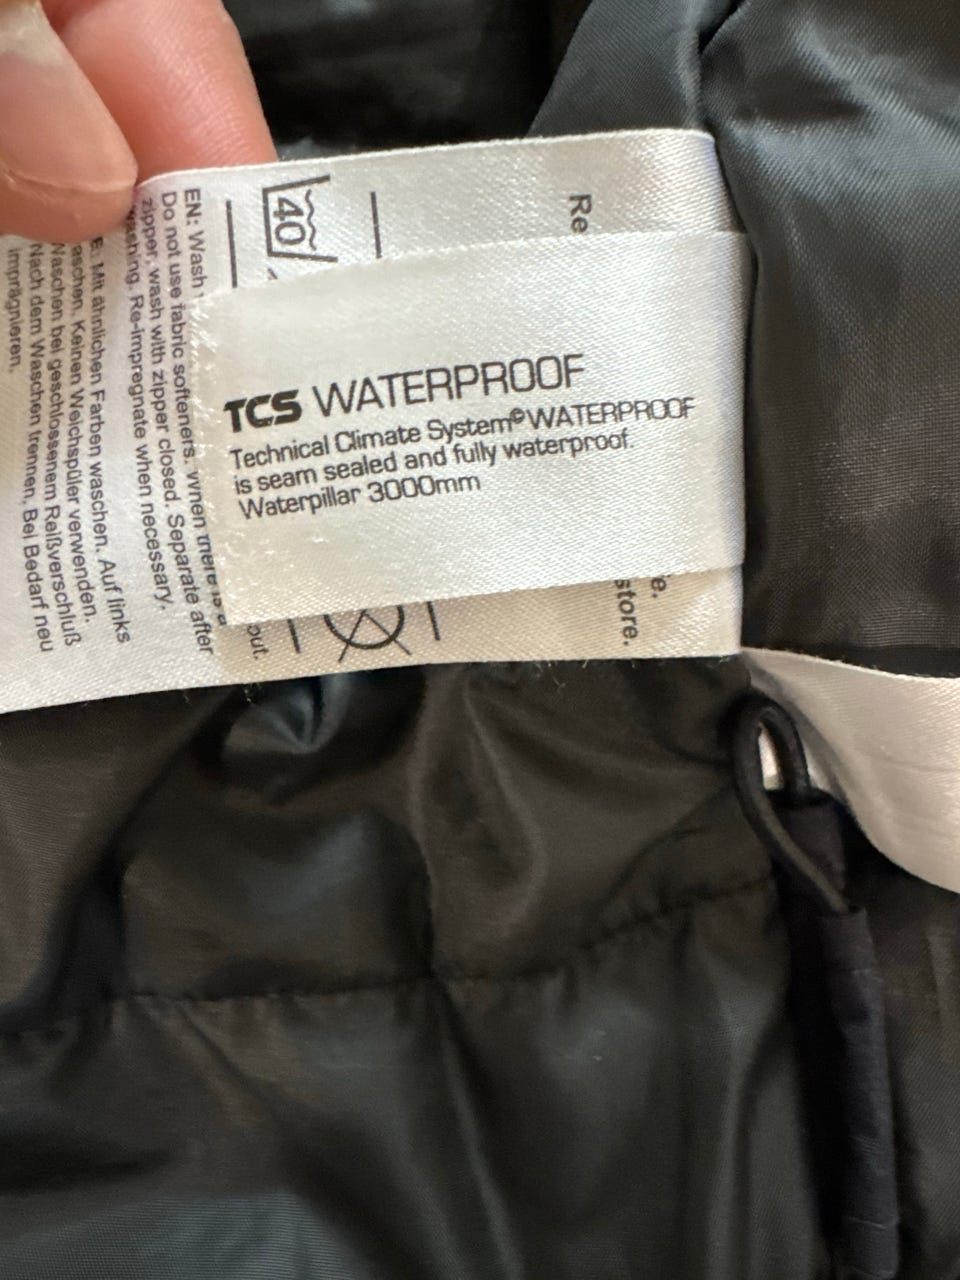 TCS WATERPROOF
Technical Climate System©WATERPROOF
is seam sealed and fully waterproof.
Waterpillar 3000mm
40
Re
store.
out.
EN: Wash
Do not use fabric softeners. When there is a
zipper, wash with zipper closed. Separate after
washing. Re-impregnate when necessary.
DE: Mit ähnlichen Farben waschen. Auf links
waschen. Keinen Weichspüler verwenden.
Waschen bei geschlossenem Reißverschluß
Nach dem Waschen trennen. Bei Bedarf neu
imprägnieren.